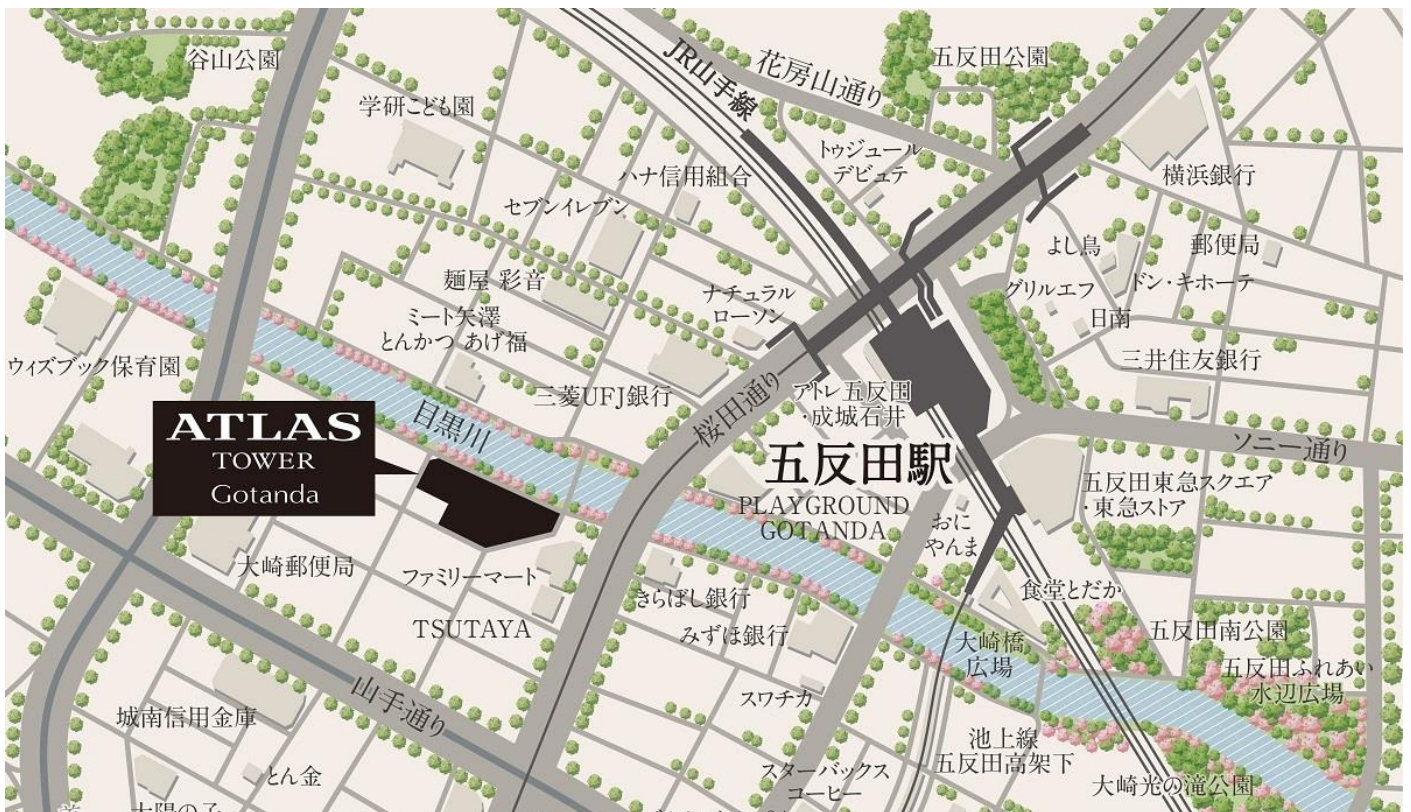 谷山公園
学研こども園
JR山手線
花房山通り
五反田公園
トゥジュール
デビュテ
ハナ信用組合
横浜銀行
セブンイレブン
よし鳥
郵便局
麺屋 彩音
ナチュラル
ローソン
グリルエフ
ドン・キホーテ
日南
ミート矢澤
とんかつ あげ福
三井住友銀行
ウィズブック保育園
三菱UFJ銀行
桜田通り
アトレ五反田
・成城石井
目黒川
ATLAS
TOWER
Gotanda
五反田駅
ソニー通り
五反田東急スクエア
・東急ストア
PLAYGROUND
GOTANDA
おに
やんま
大崎郵便局
ファミリーマート
きらぼし銀行
食堂とだか
TSUTAYA
みずほ銀行
大崎橋
広場
五反田南公園
五反田ふれあい
水辺広場
山手通り
スワチカ
城南信用金庫
池上線
五反田高架下
とん金
スターバックス
コーヒー
大崎光の滝公園
太陽の子